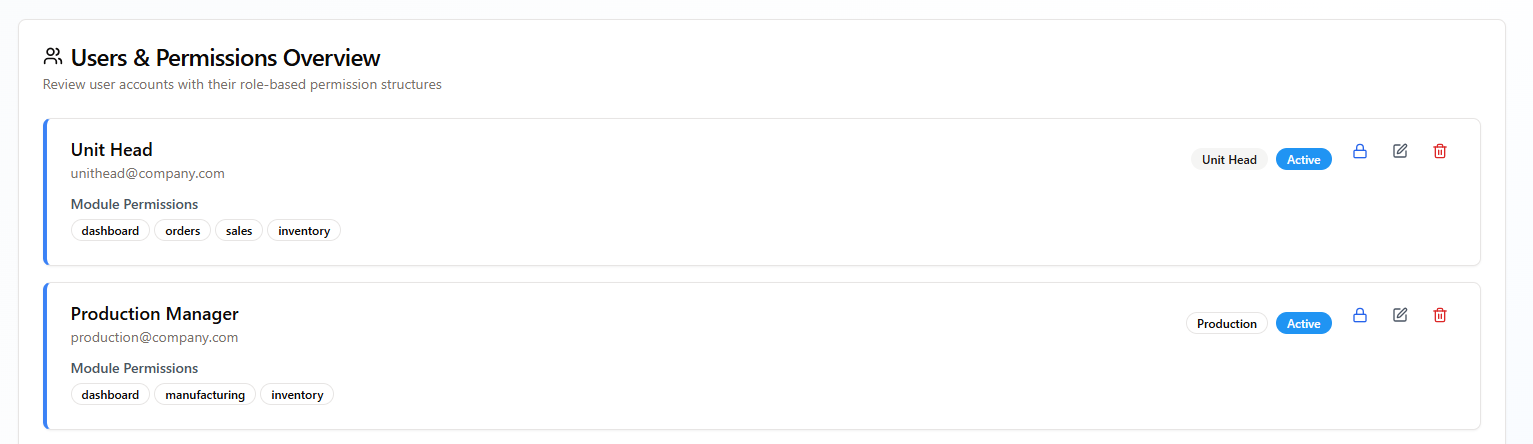 Users & Permissions Overview
Review user accounts with their role-based permission structures
Unit Head
unithead@company.com
Unit Head
Active
Module Permissions
dashboard
orders
sales
inventory
Production Manager
production@company.com
Production
Active
Module Permissions
dashboard
manufacturing
inventory